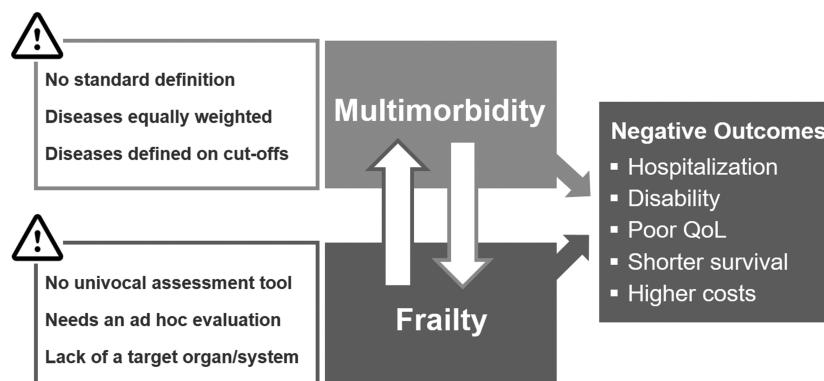 No standard definition
Diseases equally weighted
Diseases defined on cut-offs
Multimorbidity
No univocal assessment tool
Needs an ad hoc evaluation
Lack of a target organ/system
Frailty
Negative Outcomes
▪ Hospitalization
▪ Disability
▪ Poor QoL
▪ Shorter survival
▪ Higher costs